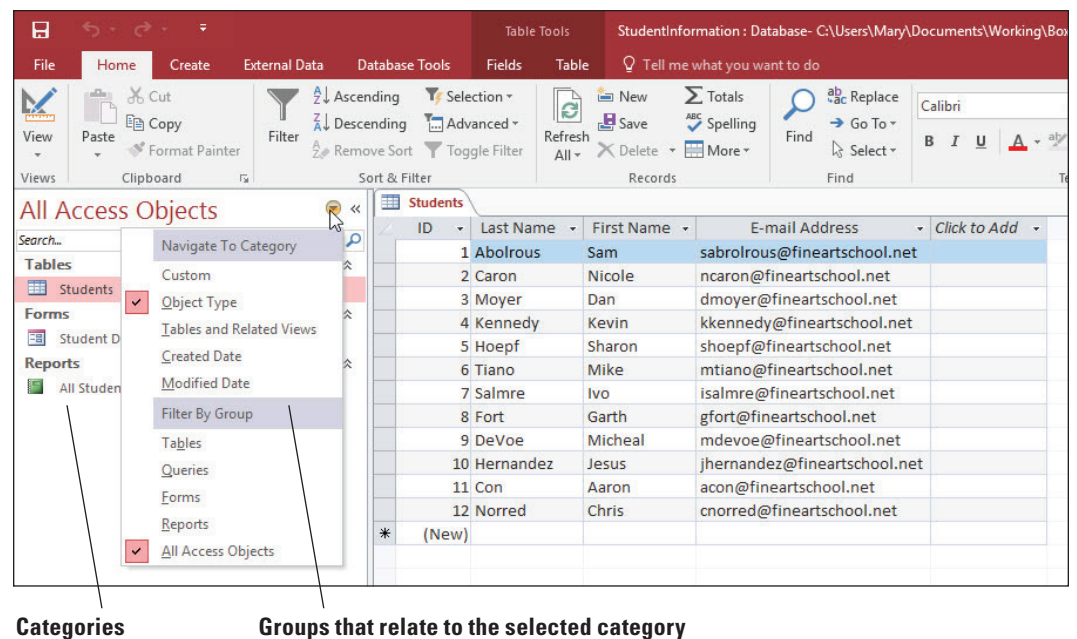 Table Tools StudentInformation : Database- C:\Users\Mary\Documents\Working\Box
File Home Create External Data Database Tools Fields Table Tell me what you want to do
View
Views
Paste
Cut
Copy
Format Painter
Clipboard
Filter
Ascending
Descending
Remove Sort
Selection
Advanced
Toggle Filter
Sort & Filter
Refresh
All
New
Save
Delete
Totals
Spelling
More
Records
Find
Replace
Go To
Select
Find
Calibri
B I U A
All Access Objects
Search...
Tables
Students
Forms
Student D
Reports
All Studen
Navigate To Category
Custom
Object Type
Tables and Related Views
Created Date
Modified Date
Filter By Group
Tables
Queries
Forms
Reports
All Access Objects
Students
ID Last Name First Name E-mail Address Click to Add
1 Abolrous Sam sabrolrous@fineartschool.net
2 Caron Nicole ncaron@fineartschool.net
3 Moyer Dan dmoyer@fineartschool.net
4 Kennedy Kevin kkennedy@fineartschool.net
5 Hoepf Sharon shoepf@fineartschool.net
6 Tiano Mike mtiano@fineartschool.net
7 Salmre Ivo isalmre@fineartschool.net
8 Fort Garth gfort@fineartschool.net
9 DeVoe Micheal mdevoe@fineartschool.net
10 Hernandez Jesus jhernandez@fineartschool.net
11 Con Aaron acon@fineartschool.net
12 Norred Chris cnorred@fineartschool.net
(New)
Categories Groups that relate to the selected category